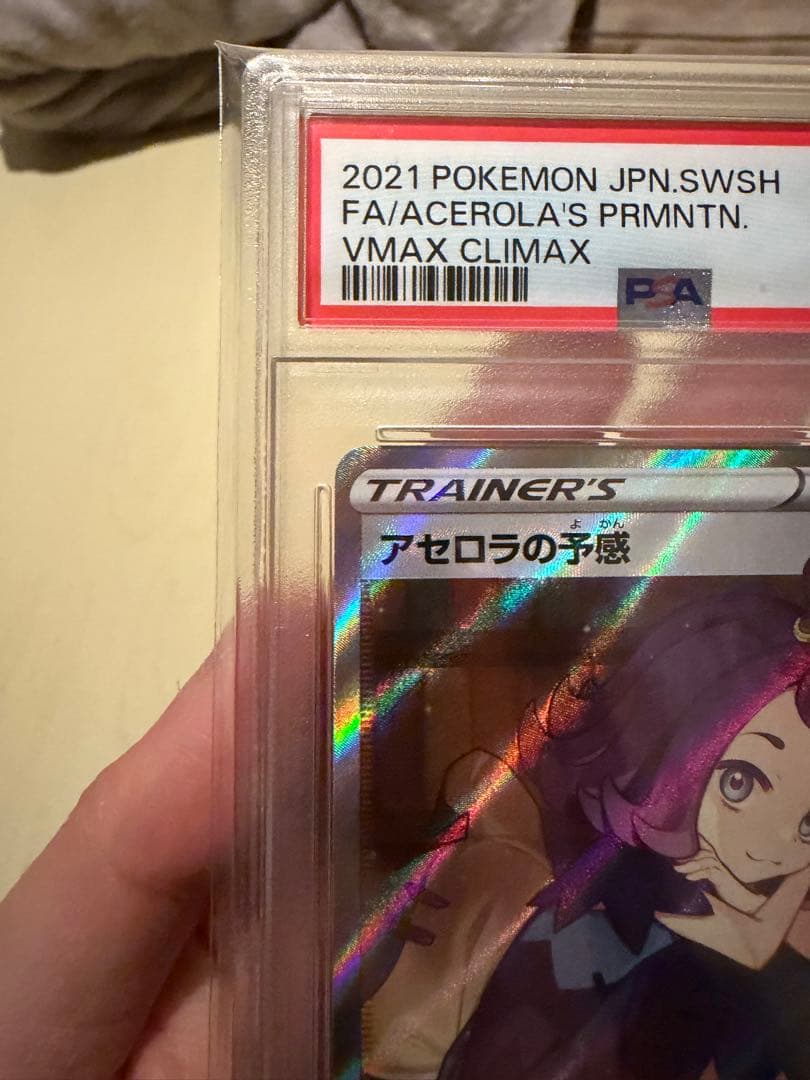 2021 POKEMON JPN.SWSH
FA/ACEROLA'S PRMNTN.
VMAX CLIMAX
PSA
TRAINER'S
よ かん
アセロラの予感